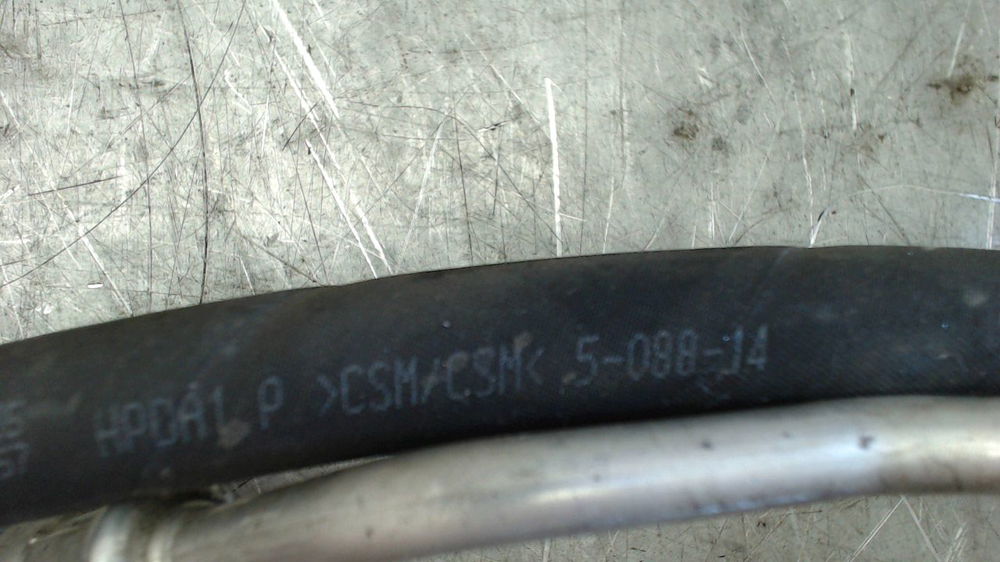 HPDA1 P >CSM/CSM< 5-088-14